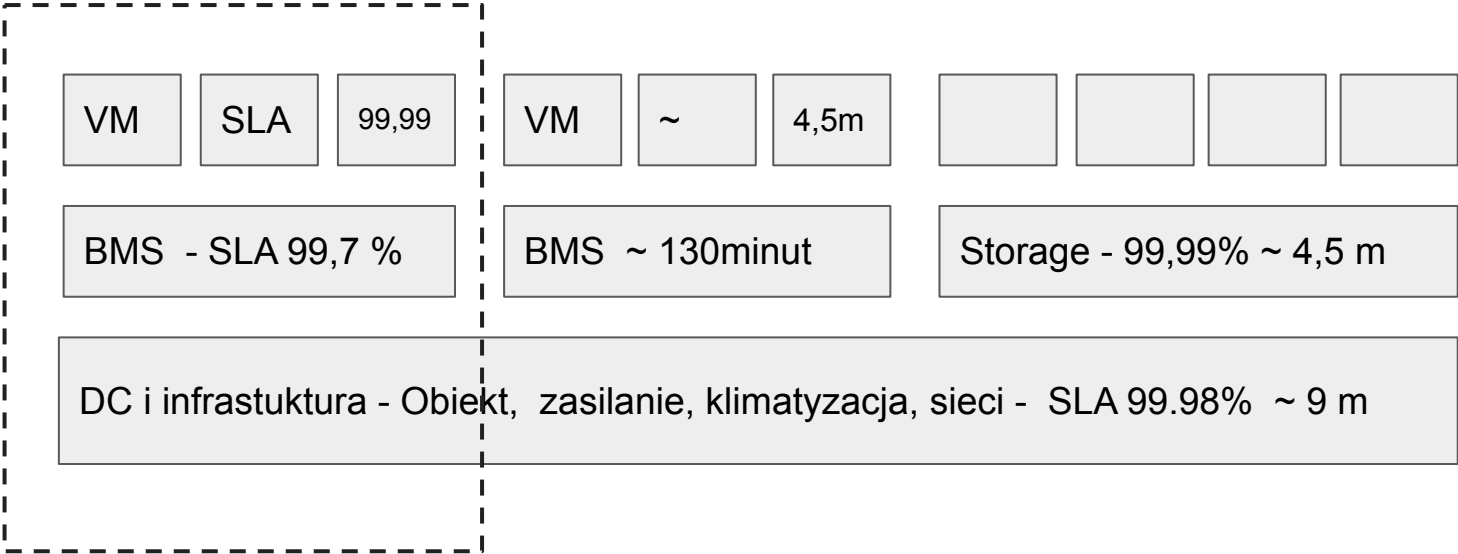 VM SLA 99,99 VM ~ 4,5m
BMS - SLA 99,7 % BMS ~ 130minut Storage - 99,99% ~ 4,5 m
DC i infrastuktura - Obiekt, zasilanie, klimatyzacja, sieci - SLA 99.98% ~ 9 m